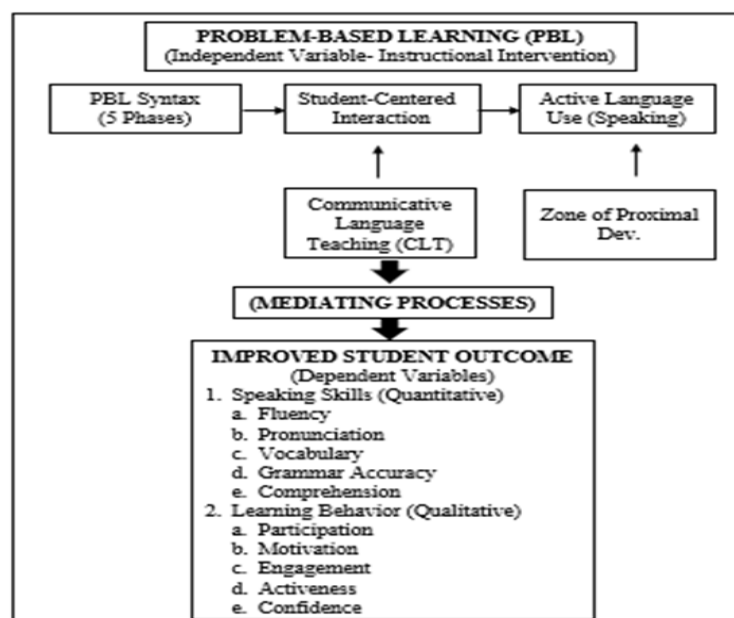 PROBLEM-BASED LEARNING (PBL)
(Independent Variable- Instructional Intervention)
PBL Syntax
(5 Phases)
Student-Centered
Interaction
Active Language
Use (Speaking)
Communicative
Language
Teaching (CLT)
Zone of Proximal
Dev.
(MEDIATING PROCESSES)
IMPROVED STUDENT OUTCOME
(Dependent Variables)
1. Speaking Skills (Quantitative)
a. Fluency
b. Pronunciation
c. Vocabulary
d. Grammar Accuracy
e. Comprehension
2. Learning Behavior (Qualitative)
a. Participation
b. Motivation
c. Engagement
d. Activeness
e. Confidence